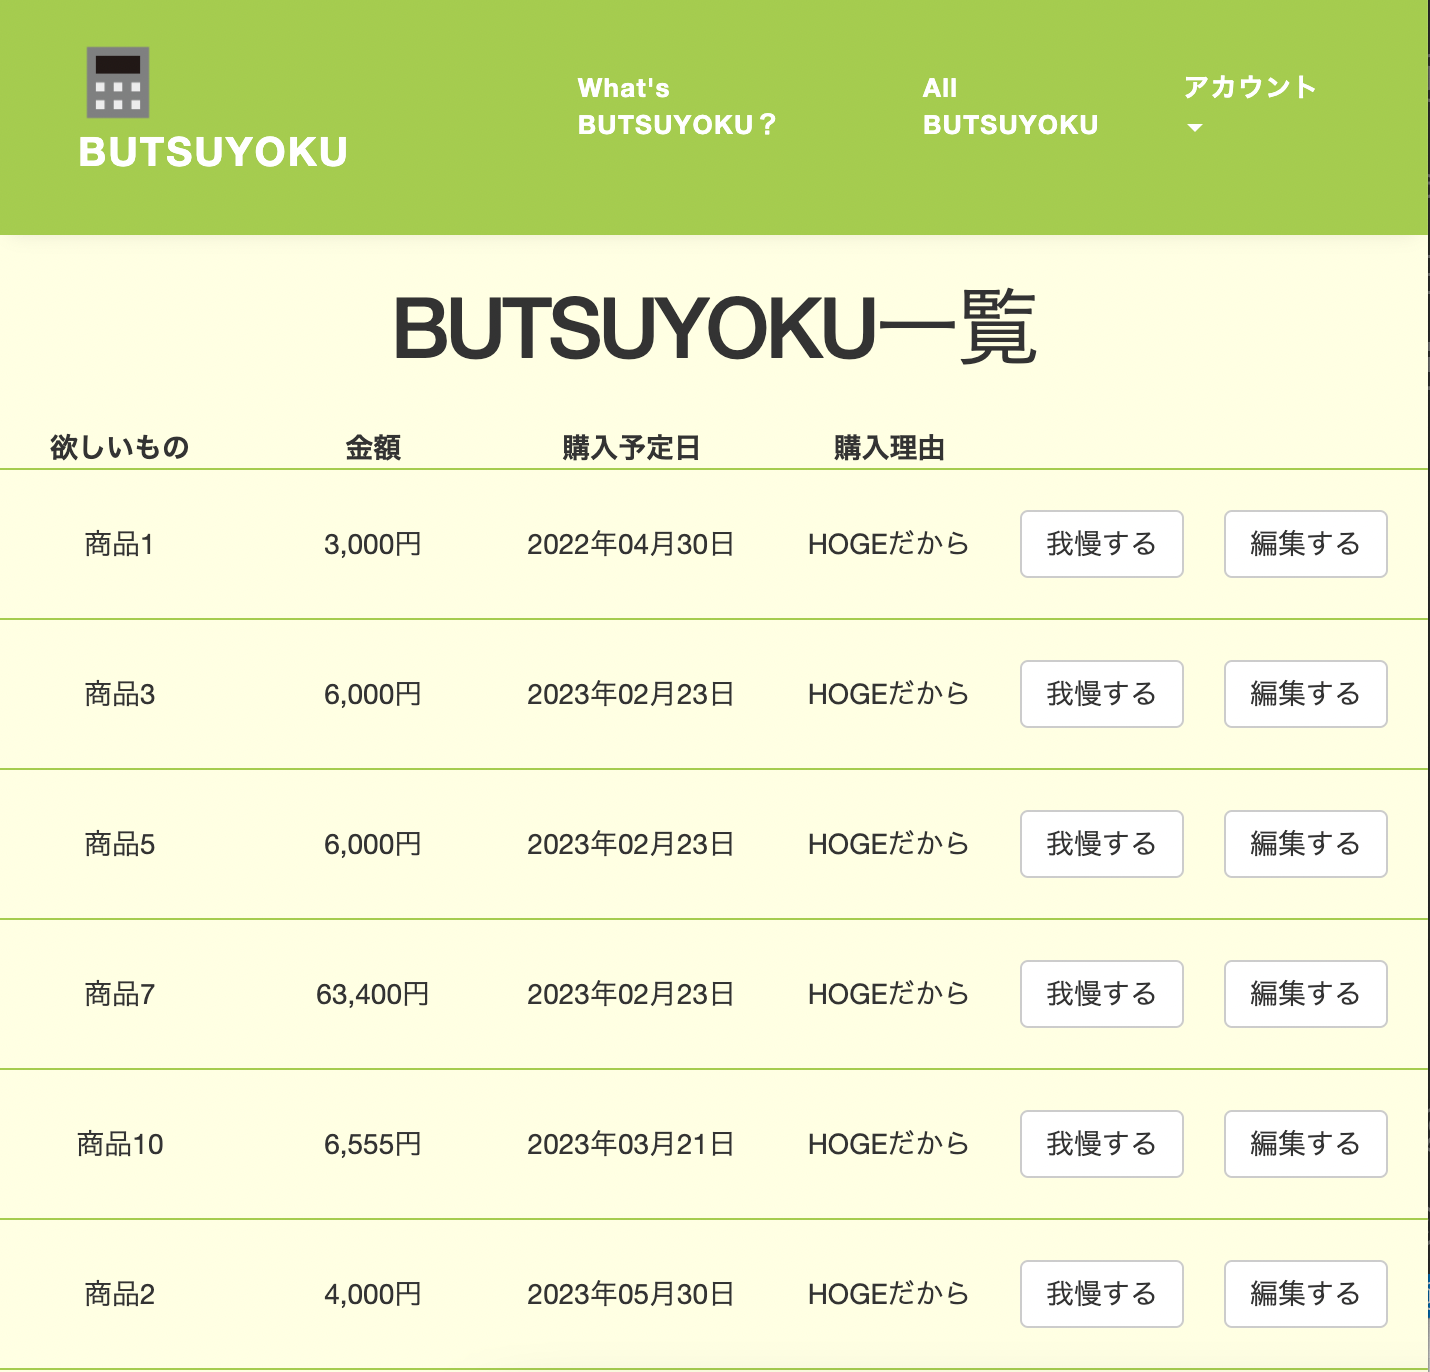 BUTSUYOKU
What's
BUTSUYOKU？
All
BUTSUYOKU
アカウント
BUTSUYOKU一覧
欲しいもの 金額 購入予定日 購入理由
商品1 3,000円 2022年04月30日 HOGEだから 我慢する 編集する
商品3 6,000円 2023年02月23日 HOGEだから 我慢する 編集する
商品5 6,000円 2023年02月23日 HOGEだから 我慢する 編集する
商品7 63,400円 2023年02月23日 HOGEだから 我慢する 編集する
商品10 6,555円 2023年03月21日 HOGEだから 我慢する 編集する
商品2 4,000円 2023年05月30日 HOGEだから 我慢する 編集する